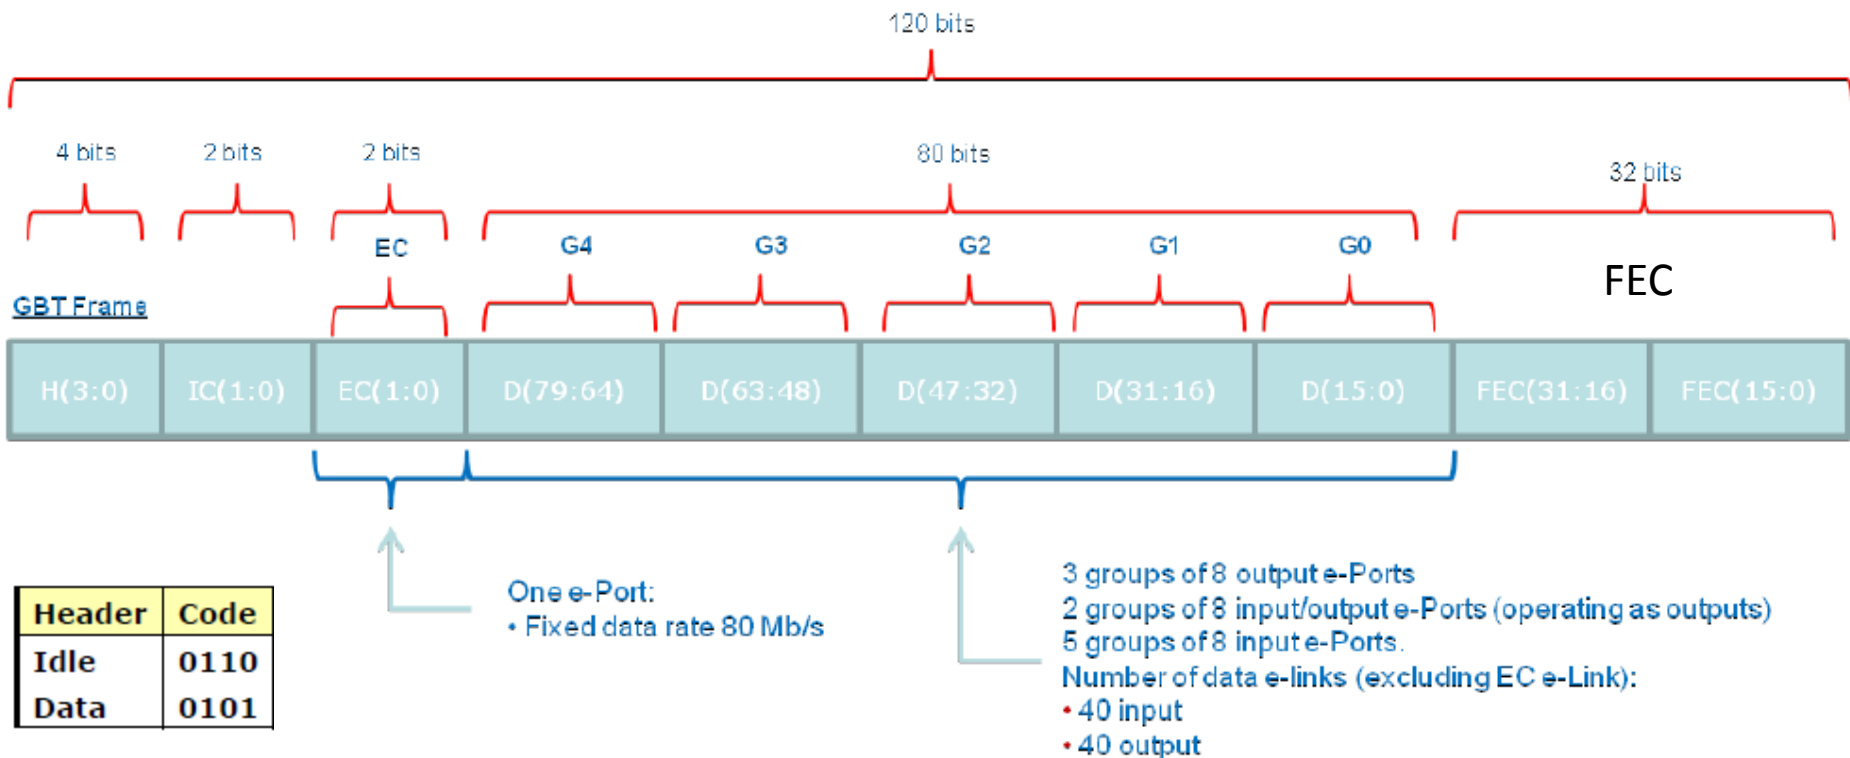 120 bits
4 bits 2 bits 2 bits 80 bits 32 bits
EC G4 G3 G2 G1 G0
FEC
GBT Frame
H(3:0) IC(1:0) EC(1:0) D(79:64) D(63:48) D(47:32) D(31:16) D(15:0) FEC(31:16) FEC(15:0)
One e-Port:
• Fixed data rate 80 Mb/s
3 groups of 8 output e-Ports
2 groups of 8 input/output e-Ports (operating as outputs)
5 groups of 8 input e-Ports.
Number of data e-links (excluding EC e-Link):
• 40 input
• 40 output
Header Code
Idle 0110
Data 0101